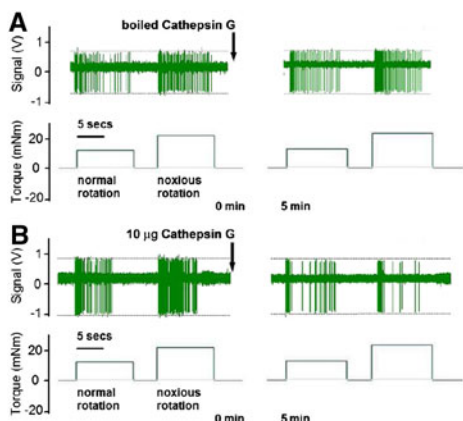 A
boiled Cathepsin G
Signal (V)
1
0
-1
Torque (mNm)
20
0
-20
5 secs
normal rotation
noxious rotation
0 min
5 min
B
10 µg Cathepsin G
Signal (V)
1
0
-1
Torque (mNm)
20
0
20
5 secs
normal rotation
noxious rotation
0 min
5 min